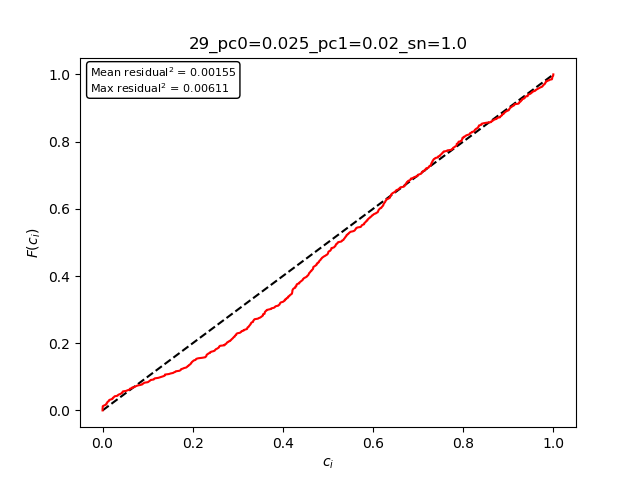 29_pc0=0.025_pc1=0.02_sn=1.0
Mean residual² = 0.00155
Max residual² = 0.00611
1.0
0.8
0.6
0.4
0.2
0.0
F(cᵢ)
0.0 0.2 0.4 0.6 0.8 1.0
cᵢ